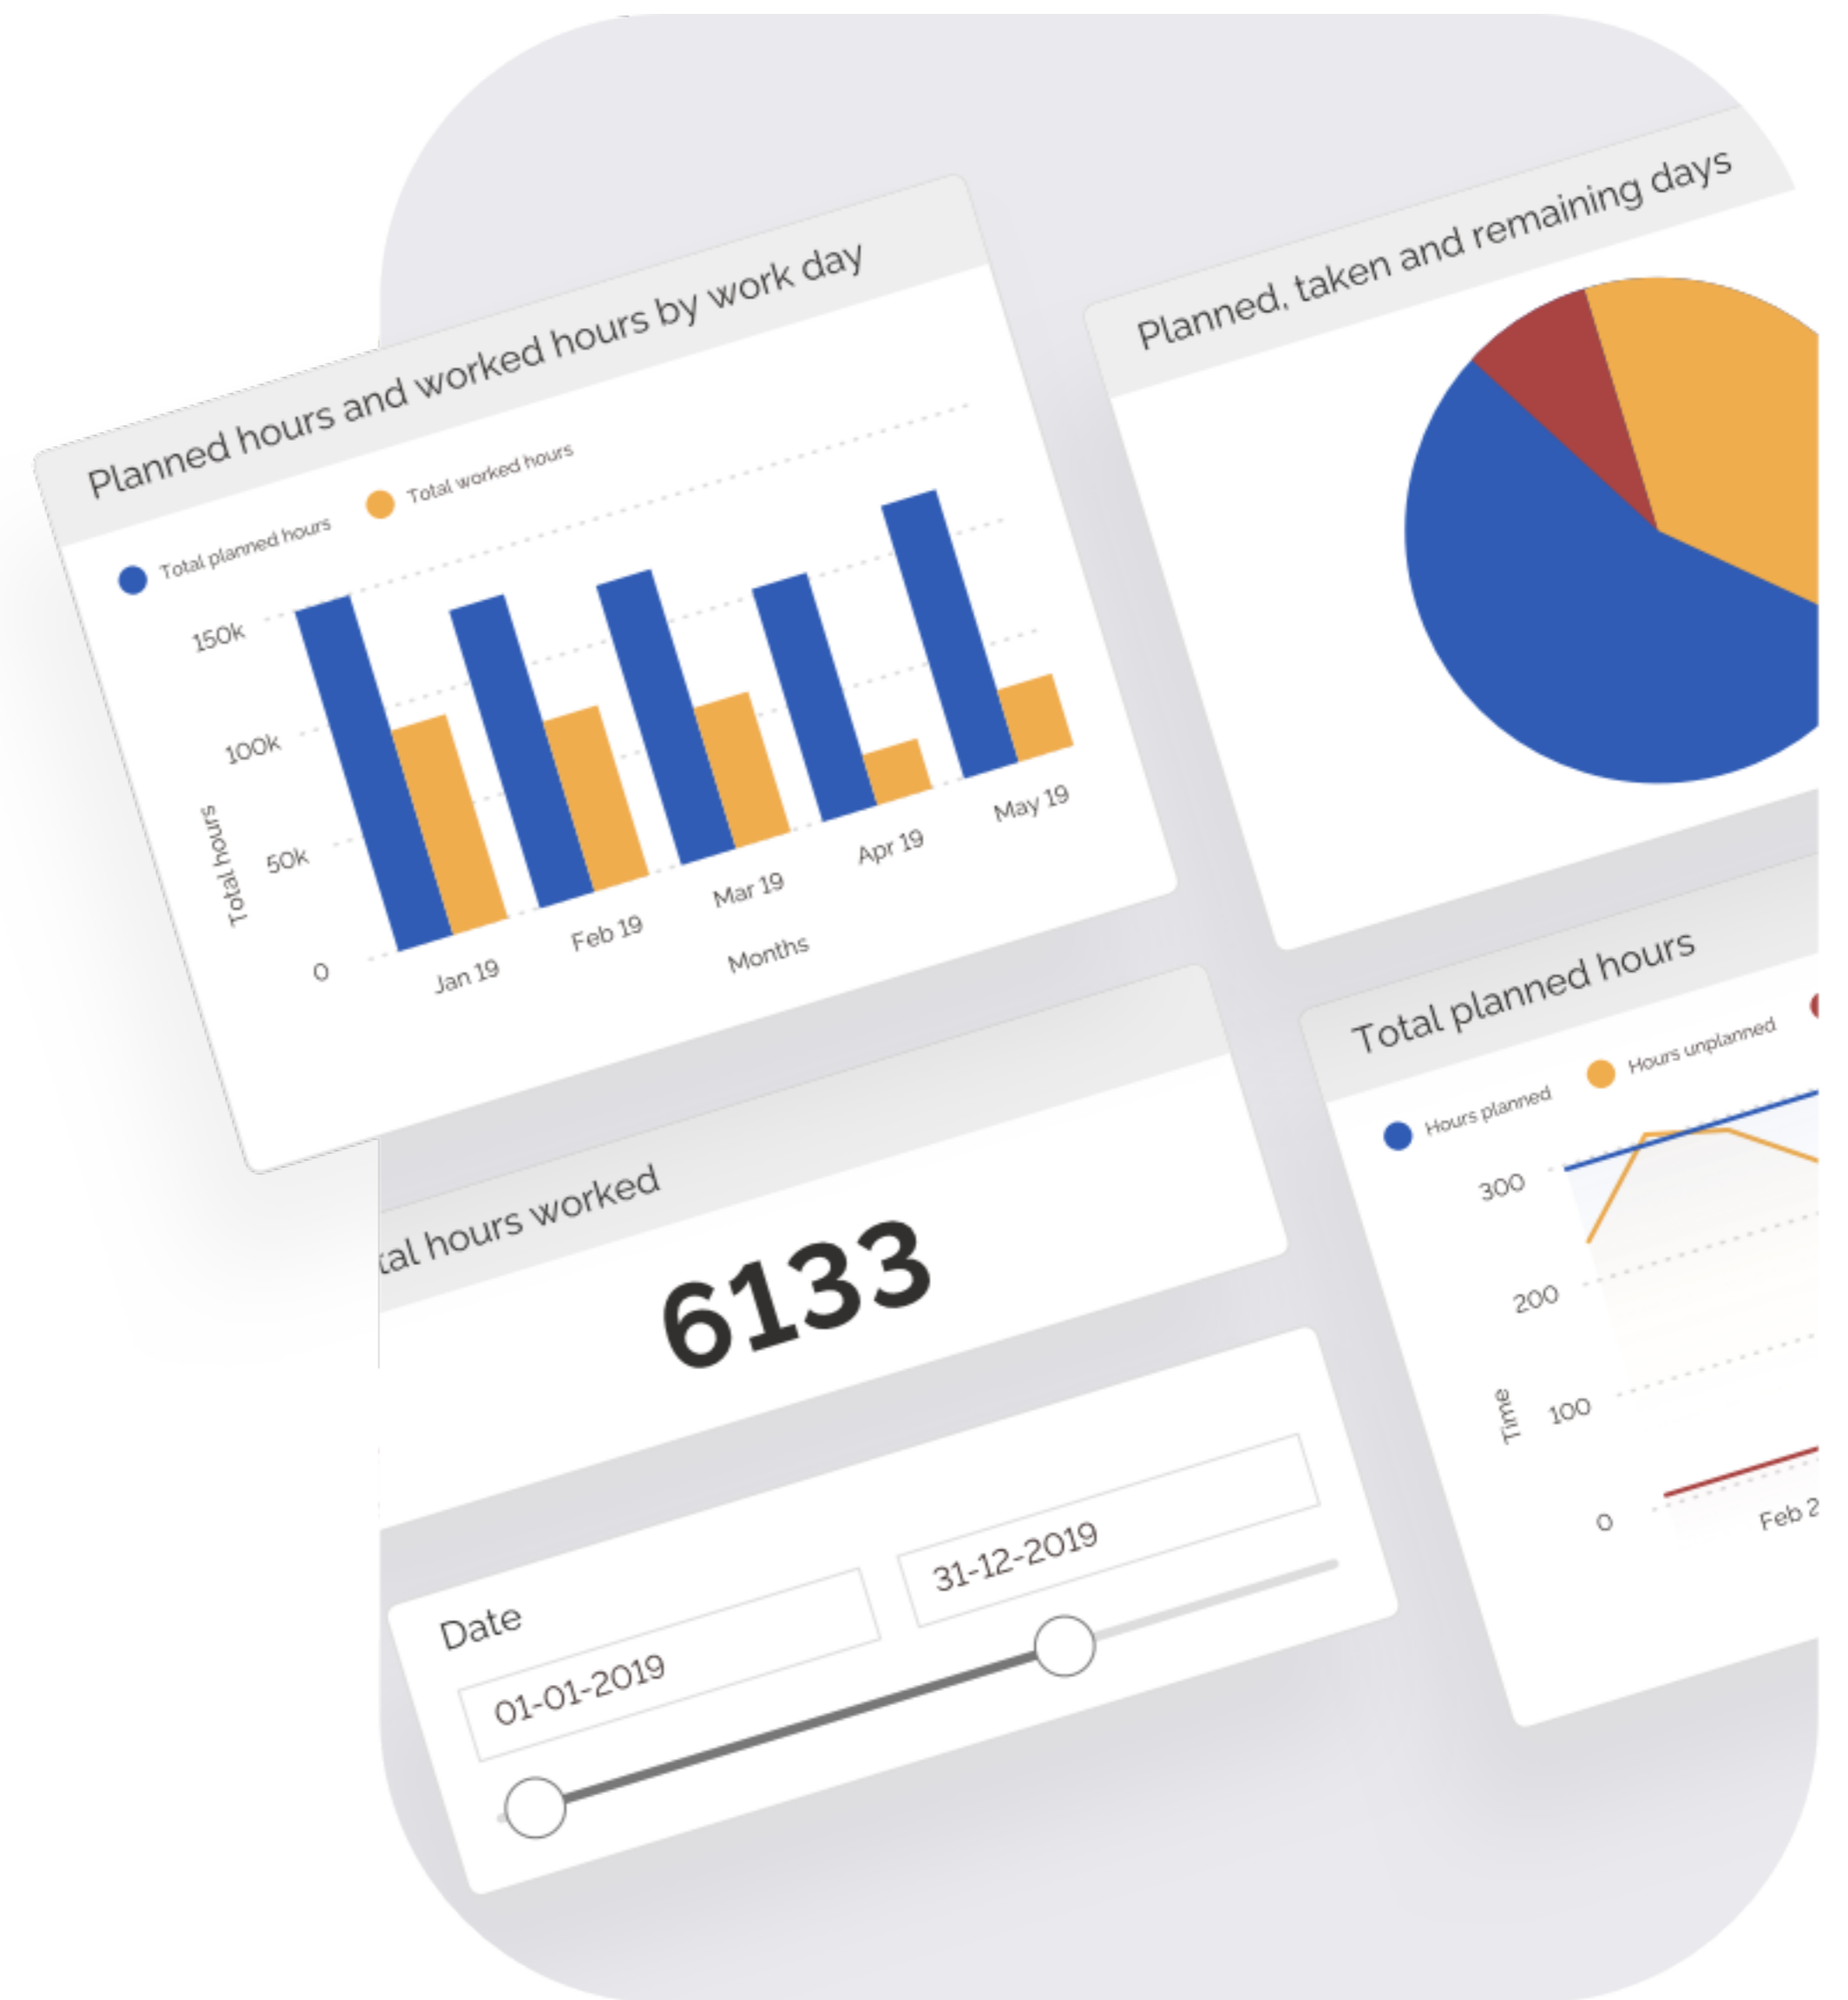 Planned hours and worked hours by work day
Total planned hours
Total worked hours
150k
100k
50k
0
Total hours
Jan 19
Feb 19
Mar 19
Apr 19
May 19
Months
Planned, taken and remaining days
tal hours worked
6133
Date
01-01-2019
31-12-2019
Total planned hours
Hours planned
Hours unplanned
300
200
100
0
Time
Feb 2